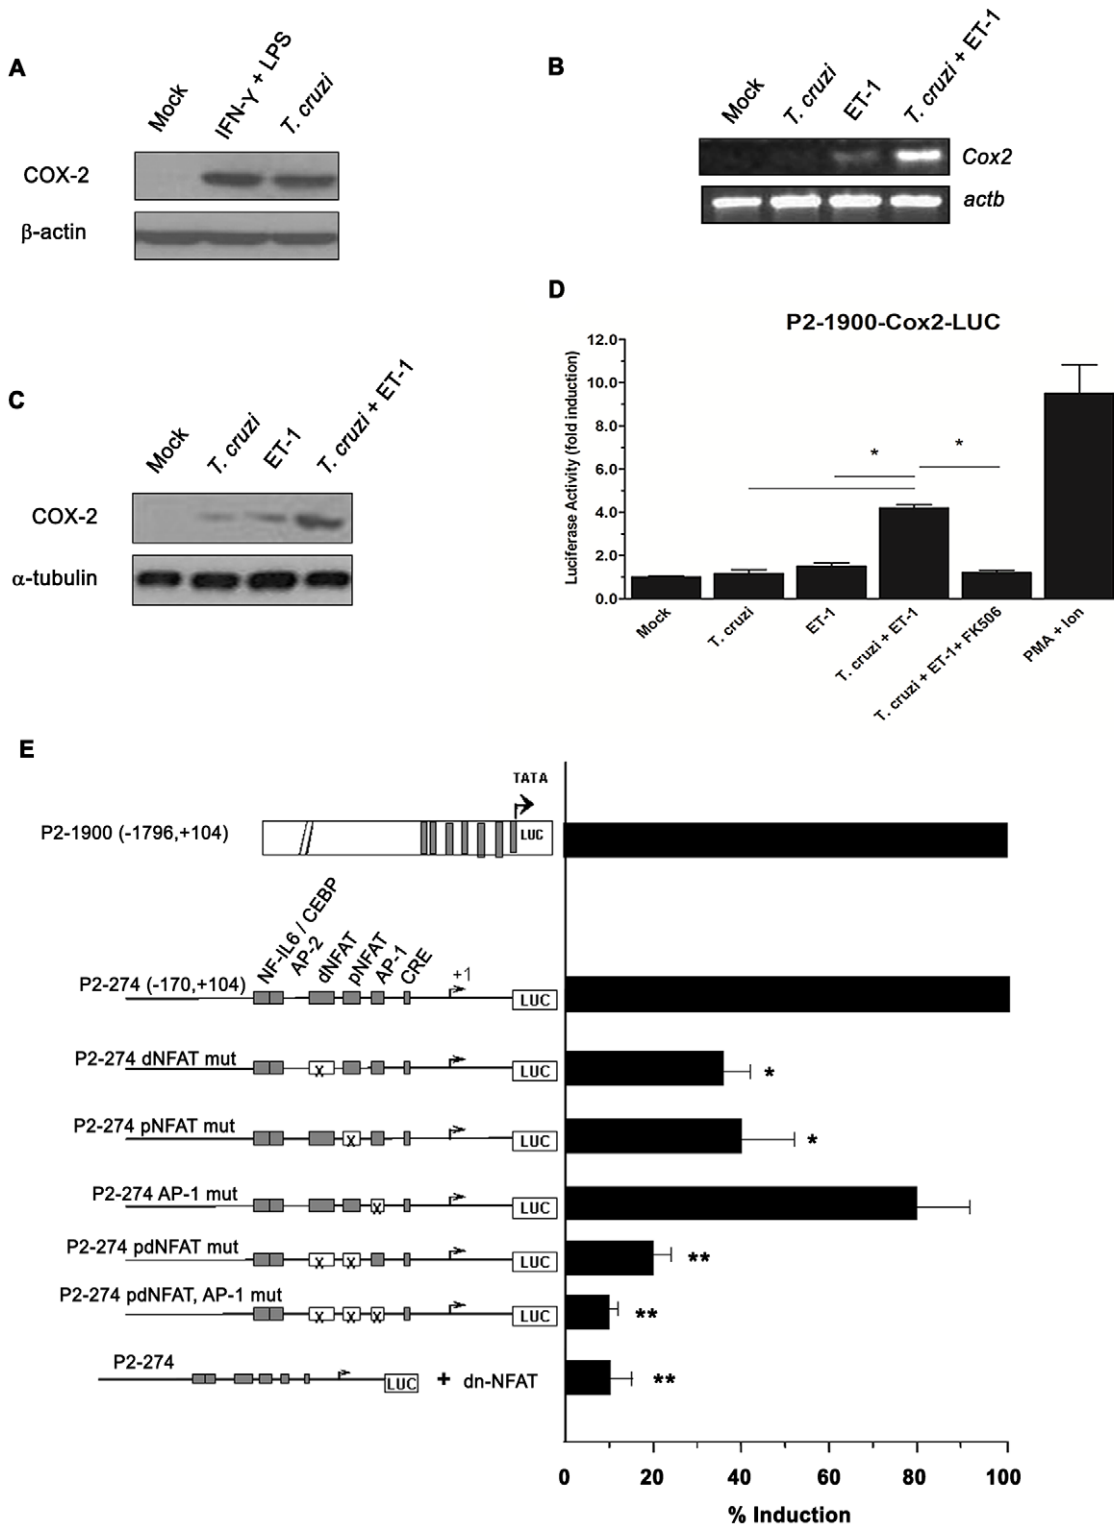 A
Mock
IFN-γ + LPS
T. cruzi
COX-2
β-actin
B
Mock
T. cruzi
ET-1
T. cruzi + ET-1
Cox2
actb
C
Mock
T. cruzi
ET-1
T. cruzi + ET-1
COX-2
α-tubulin
D
P2-1900-Cox2-LUC
Luciferase Activity (fold induction)
12.0
10.0
8.0
6.0
4.0
2.0
0.0
*
*
Mock
T. cruzi
ET-1
T. cruzi + ET-1
T. cruzi + ET-1+ FK506
PMA + Ion
E
TATA
P2-1900 (-1796,+104)
LUC
NF-IL6 / CEBP
AP-2
dNFAT
pNFAT
AP-1
CRE
+1
P2-274 (-170,+104)
LUC
P2-274 dNFAT mut
X
LUC
*
P2-274 pNFAT mut
X
LUC
*
P2-274 AP-1 mut
X
LUC
P2-274 pdNFAT mut
X X
LUC
**
P2-274 pdNFAT, AP-1 mut
X X X
LUC
**
P2-274
LUC
+ dn-NFAT
**
0 20 40 60 80 100
% Induction